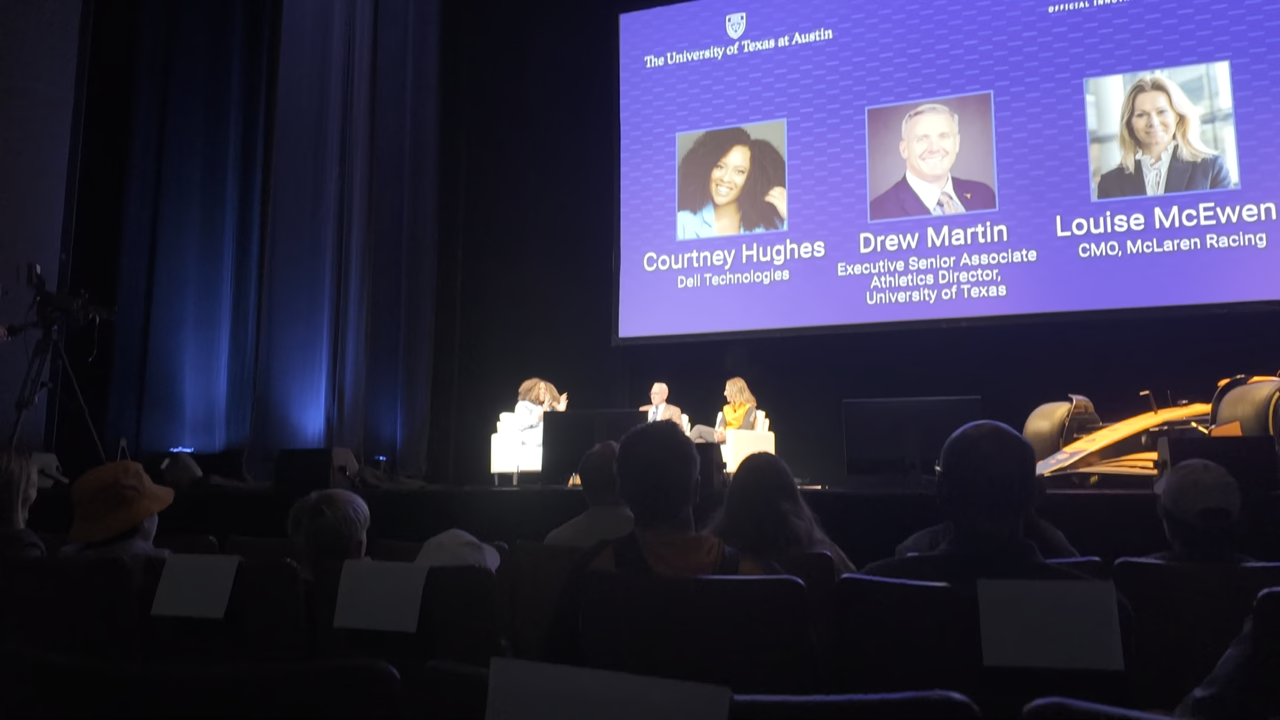 The University of Texas at Austin
OFFICIAL
Courtney Hughes
Dell Technologies
Drew Martin
Executive Senior Associate
Athletics Director,
University of Texas
Louise McEwen
CMO, McLaren Racing